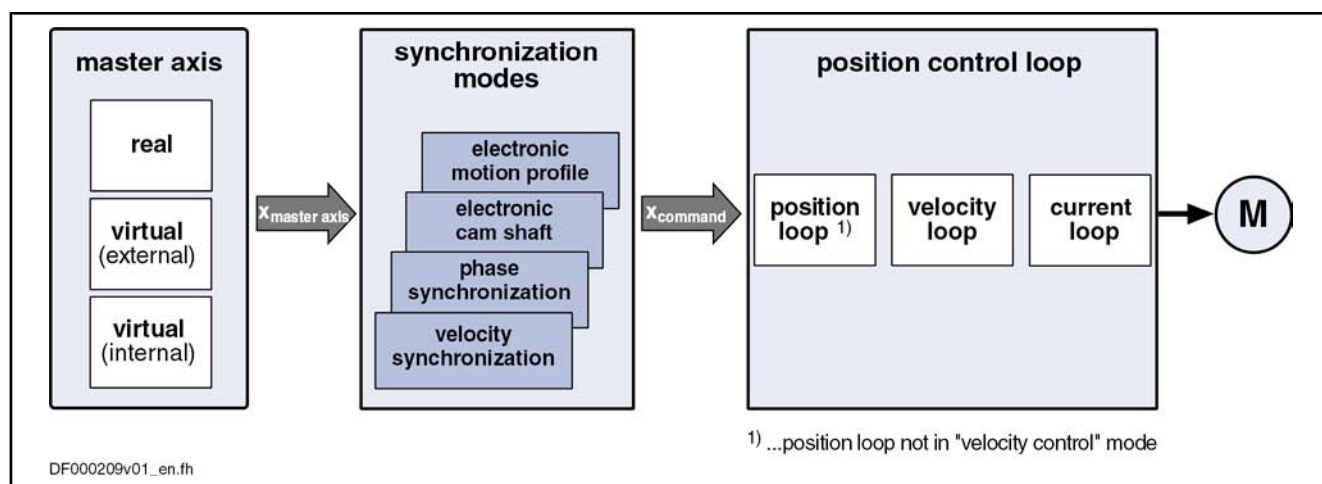 master axis
real
virtual
(external)
virtual
(internal)
x master axis
synchronization
modes
electronic
motion profile
electronic
cam shaft
phase
synchronization
velocity
synchronization
x command
position control loop
position
loop 1)
velocity
loop
current
loop
M
1) ...position loop not in "velocity control" mode
DF000209v01_en.fh